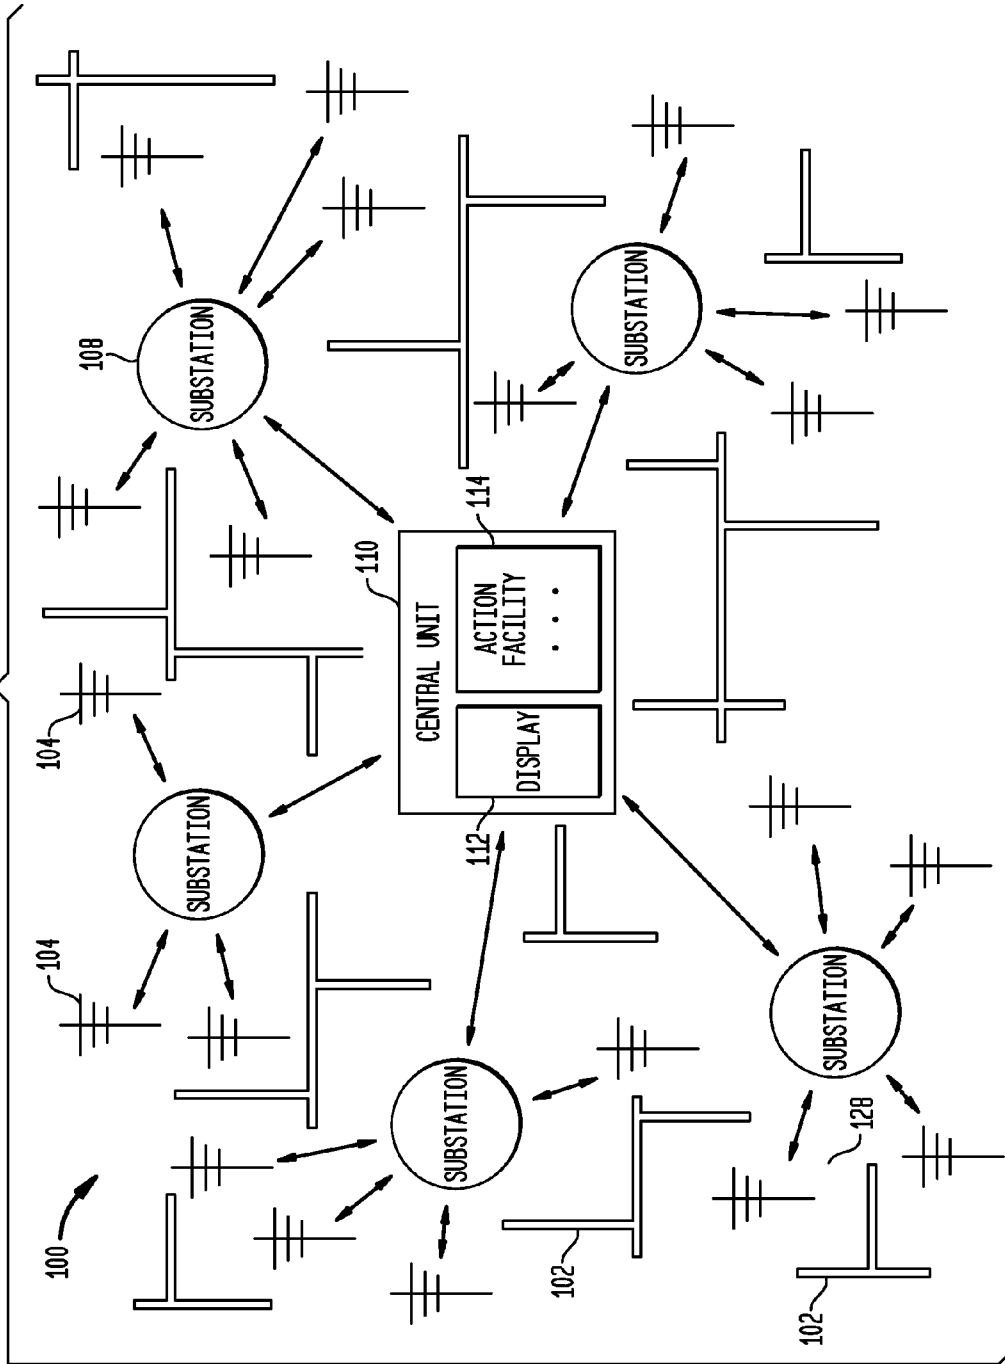 100
104
104
108
SUBSTATION
SUBSTATION
110
CENTRAL UNIT
SUBSTATION
112
114
DISPLAY
ACTION
FACILITY
. . .
102
SUBSTATION
102
SUBSTATION
128